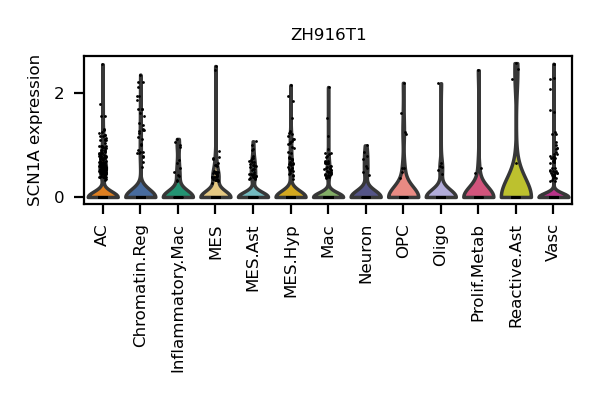 ZH916T1
SCN1A expression
2
0
AC
Chromatin.Reg
Inflammatory.Mac
MES
MES.Ast
MES.Hyp
Mac
Neuron
OPC
Oligo
Prolif.Metab
Reactive.Ast
Vasc